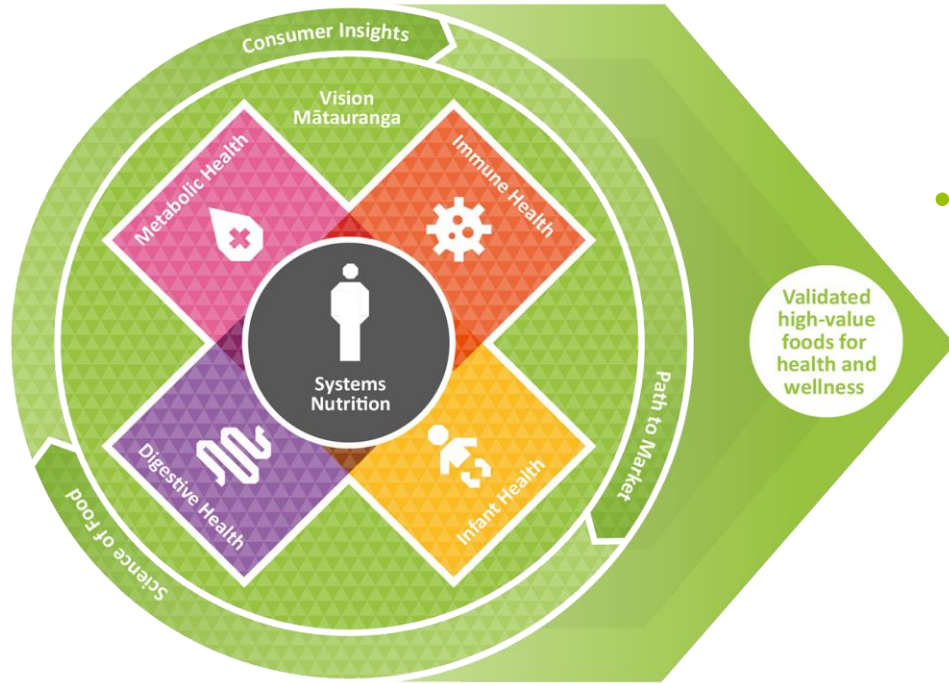 Consumer Insights
Vision
Mātauranga
Metabolic Health
Immune Health
Systems
Nutrition
Digestive Health
Infant Health
Science of Food
Path to Market
Validated
high-value
foods for
health and
wellness